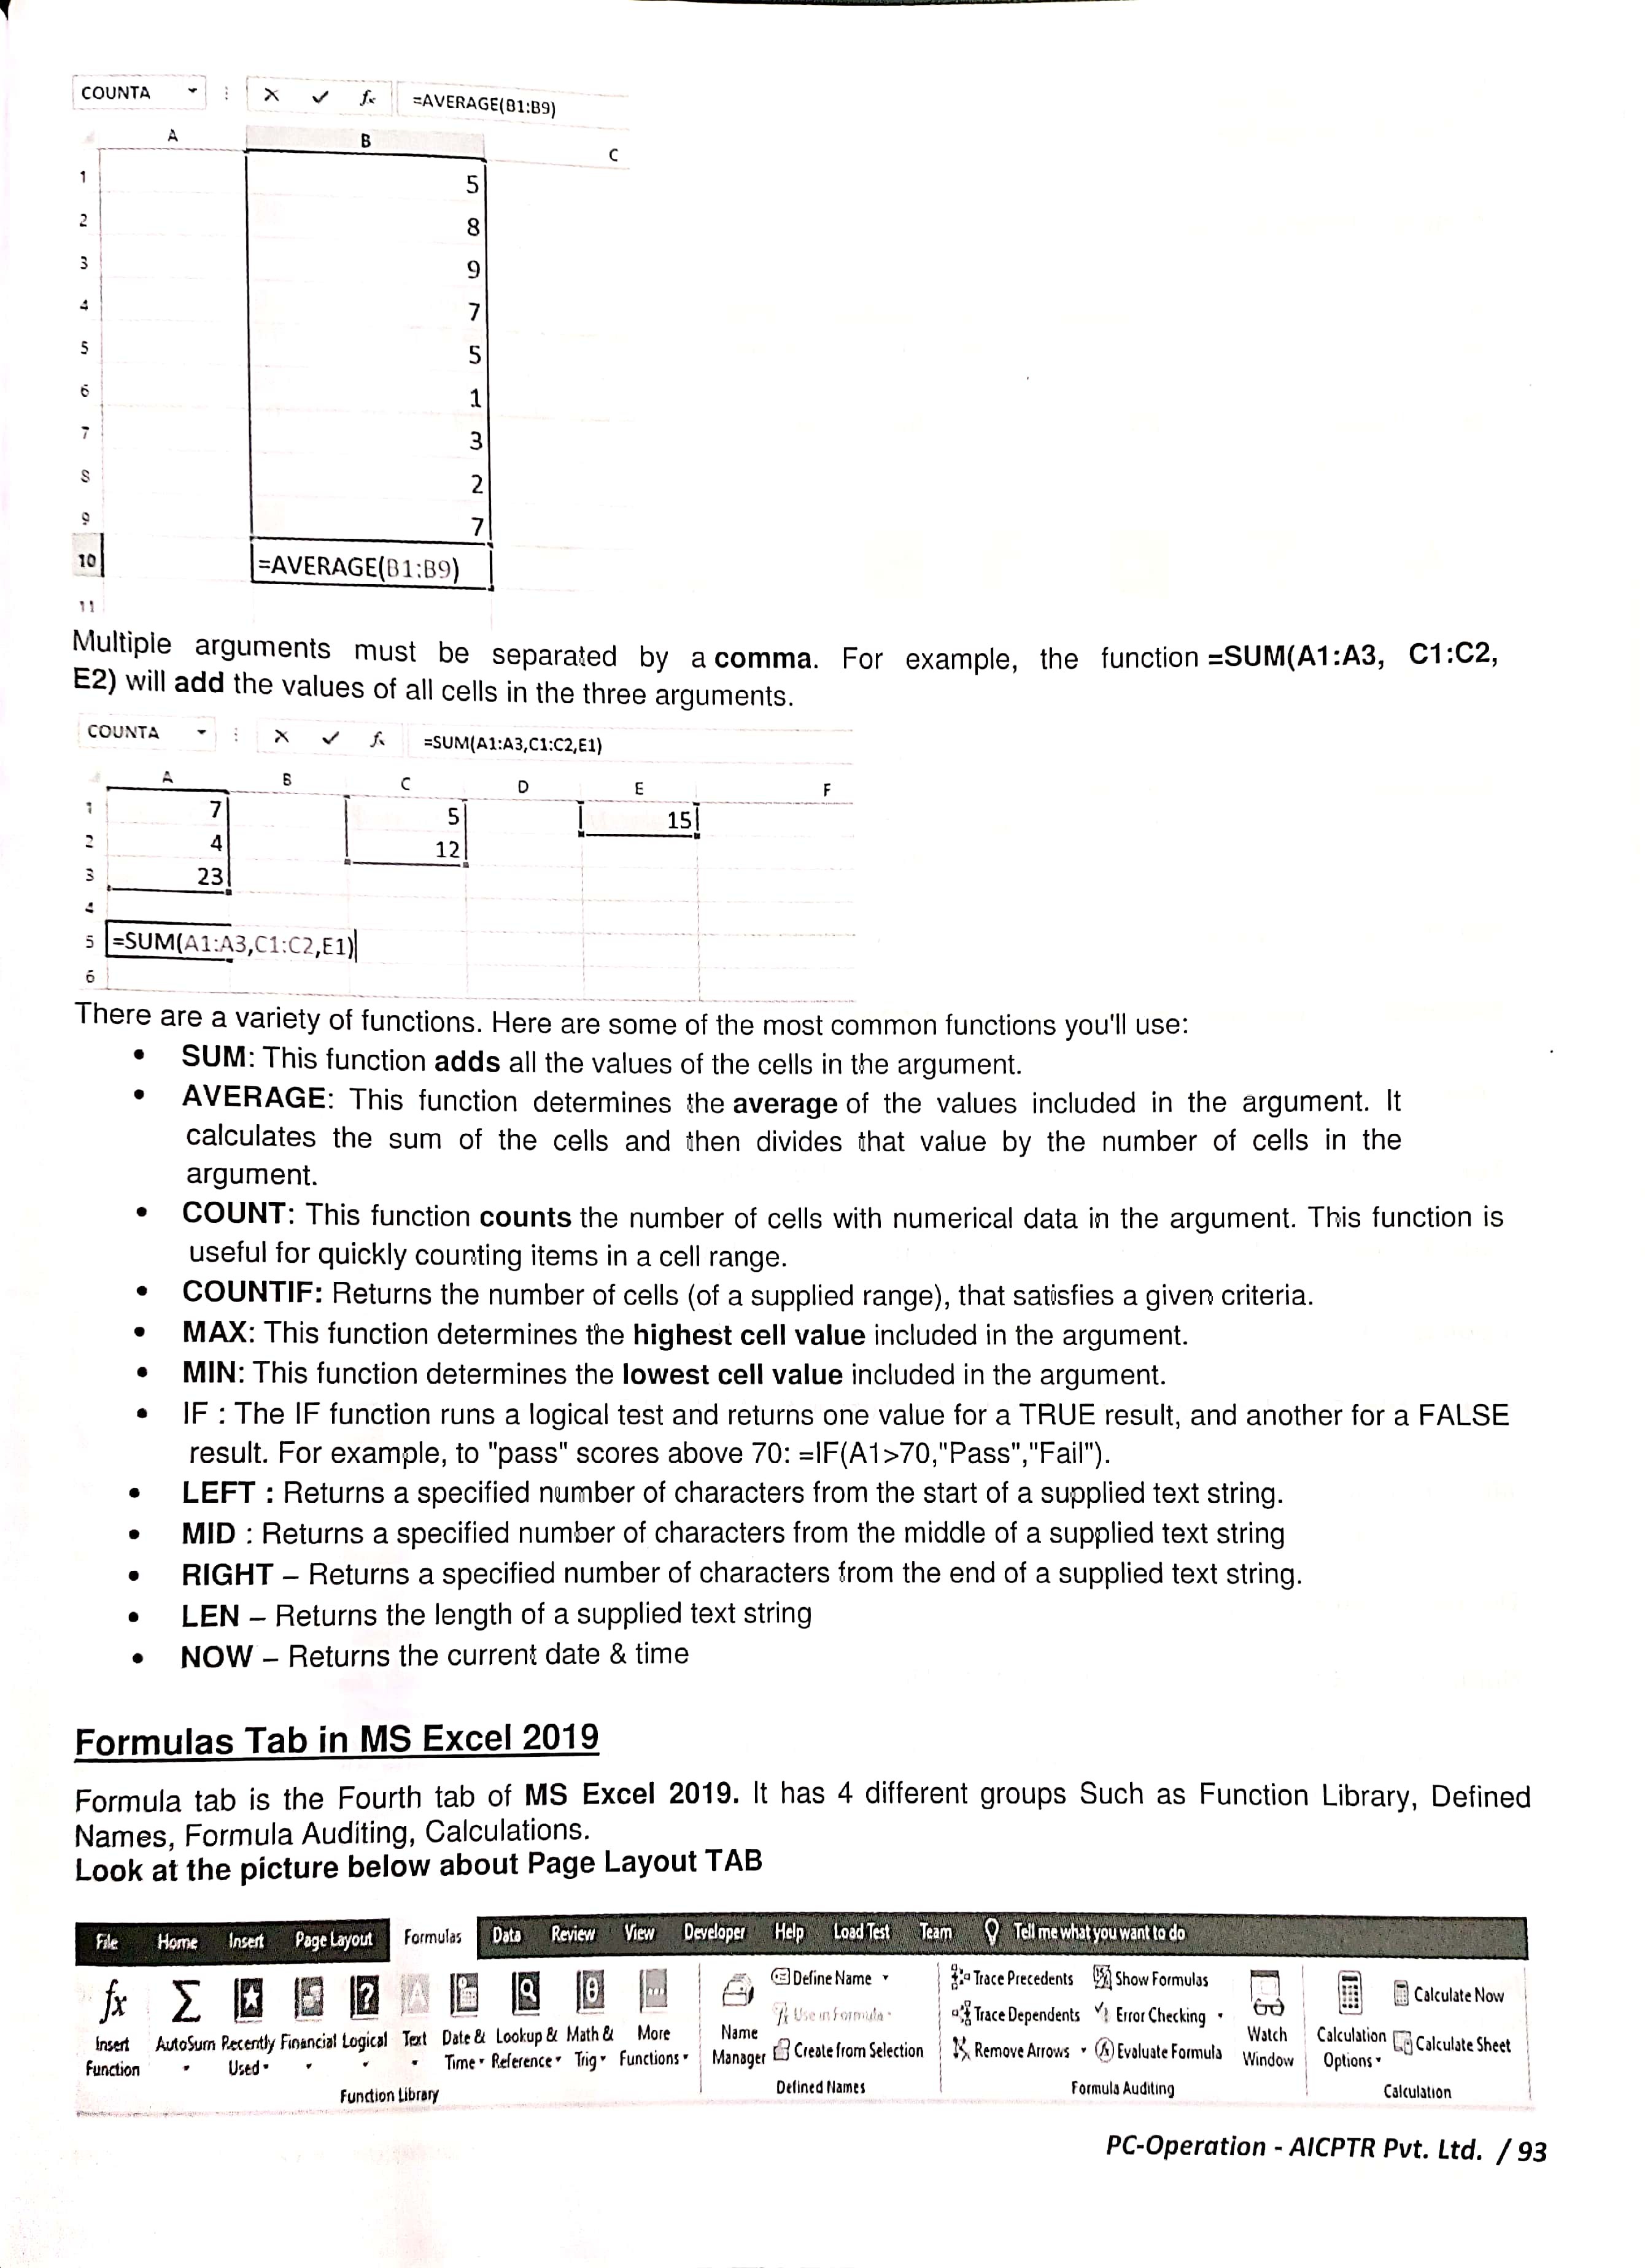 COUNTA =AVERAGE(B1:B9)
A B C
1 5
2 8
3 9
4 7
5 5
6 1
7 3
8 2
9 7
10 =AVERAGE(B1:B9)
11
Multiple arguments must be separated by a comma. For example, the function =SUM(A1:A3, C1:C2,
E2) will add the values of all cells in the three arguments.
COUNTA fx =SUM(A1:A3,C1:C2,E1)
A B C D E F
1 7 5 15
2 4 12
3 23
4
5 =SUM(A1:A3,C1:C2,E1)
6
There are a variety of functions. Here are some of the most common functions you'll use:
• SUM: This function adds all the values of the cells in the argument.
• AVERAGE: This function determines the average of the values included in the argument. It
calculates the sum of the cells and then divides that value by the number of cells in the
argument.
• COUNT: This function counts the number of cells with numerical data in the argument. This function is
useful for quickly counting items in a cell range.
• COUNTIF: Returns the number of cells (of a supplied range), that satisfies a given criteria.
• MAX: This function determines the highest cell value included in the argument.
• MIN: This function determines the lowest cell value included in the argument.
• IF : The IF function runs a logical test and returns one value for a TRUE result, and another for a FALSE
result. For example, to "pass" scores above 70: =IF(A1>70,"Pass","Fail").
• LEFT : Returns a specified number of characters from the start of a supplied text string.
• MID : Returns a specified number of characters from the middle of a supplied text string
• RIGHT – Returns a specified number of characters from the end of a supplied text string.
• LEN – Returns the length of a supplied text string
• NOW – Returns the current date & time
Formulas Tab in MS Excel 2019
Formula tab is the Fourth tab of MS Excel 2019. It has 4 different groups Such as Function Library, Defined
Names, Formula Auditing, Calculations.
Look at the picture below about Page Layout TAB
File Home Insert Page Layout Formulas Data Review View Developer Help Load Test Team Tell me what you want to do
fx Define Name Trace Precedents Show Formulas Calculate Now
Use in Formula Trace Dependents Error Checking
Insert AutoSum Recently Financial Logical Text Date & Lookup & Math & More Name Create from Selection Remove Arrows Evaluate Formula Watch Calculation Calculate Sheet
Function Used Time Reference Trig Functions Manager Window Options
Function Library Defined Names Formula Auditing Calculation
PC-Operation - AICPTR Pvt. Ltd. / 93